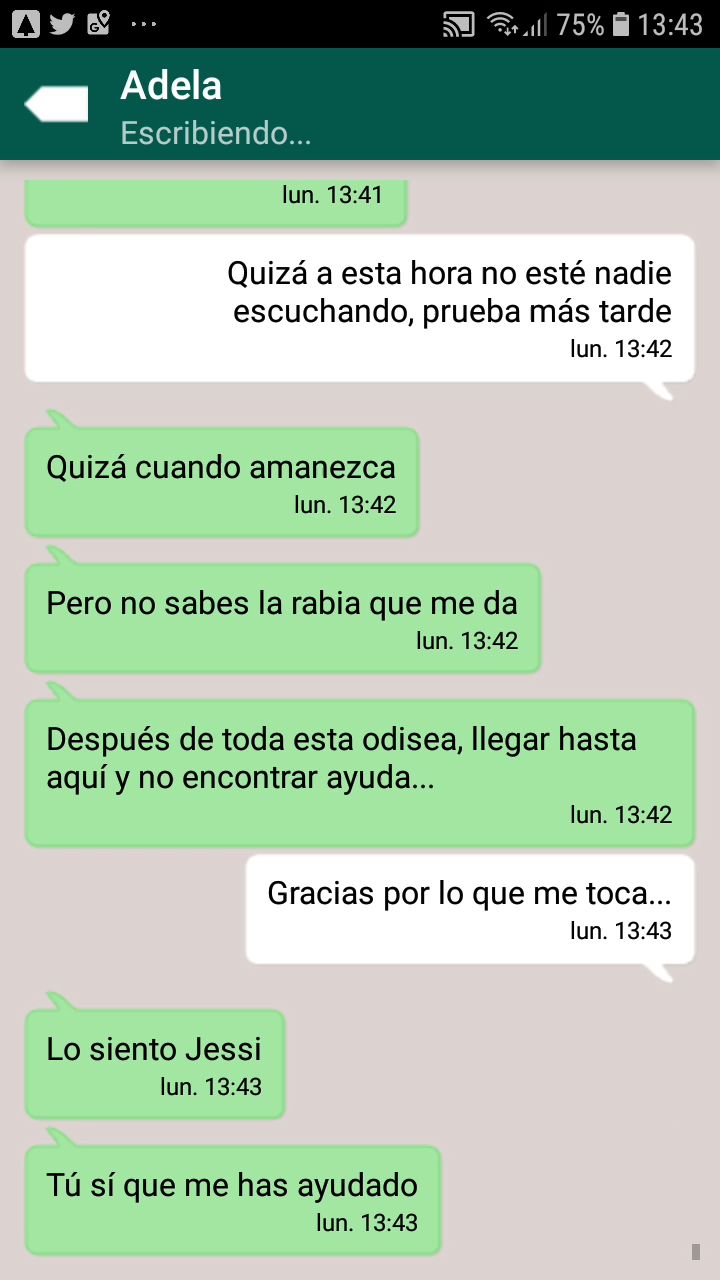 75% 13:43
Adela
Escribiendo...
lun. 13:41
Quizá a esta hora no esté nadie
escuchando, prueba más tarde
lun. 13:42
Quizá cuando amanezca
lun. 13:42
Pero no sabes la rabia que me da
lun. 13:42
Después de toda esta odisea, llegar hasta
aquí y no encontrar ayuda...
lun. 13:42
Gracias por lo que me toca...
lun. 13:43
Lo siento Jessi
lun. 13:43
Tú sí que me has ayudado
lun. 13:43